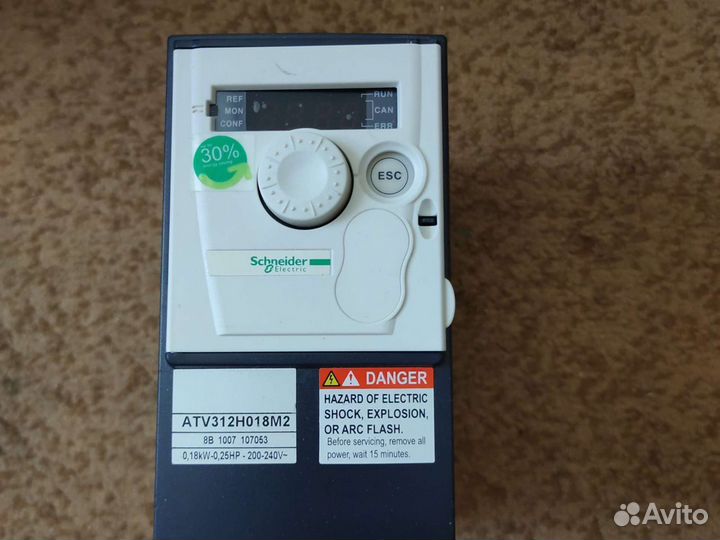 REF
MON
CONF
RUN
CAN
ERR
30%
ESC
Schneider
Electric
ATV312H018M2
8B 1007 107053
0,18kW-0,25HP - 200-240V~
DANGER
HAZARD OF ELECTRIC
SHOCK, EXPLOSION,
OR ARC FLASH.
Before servicing, remove all
power, wait 15 minutes.
Avito